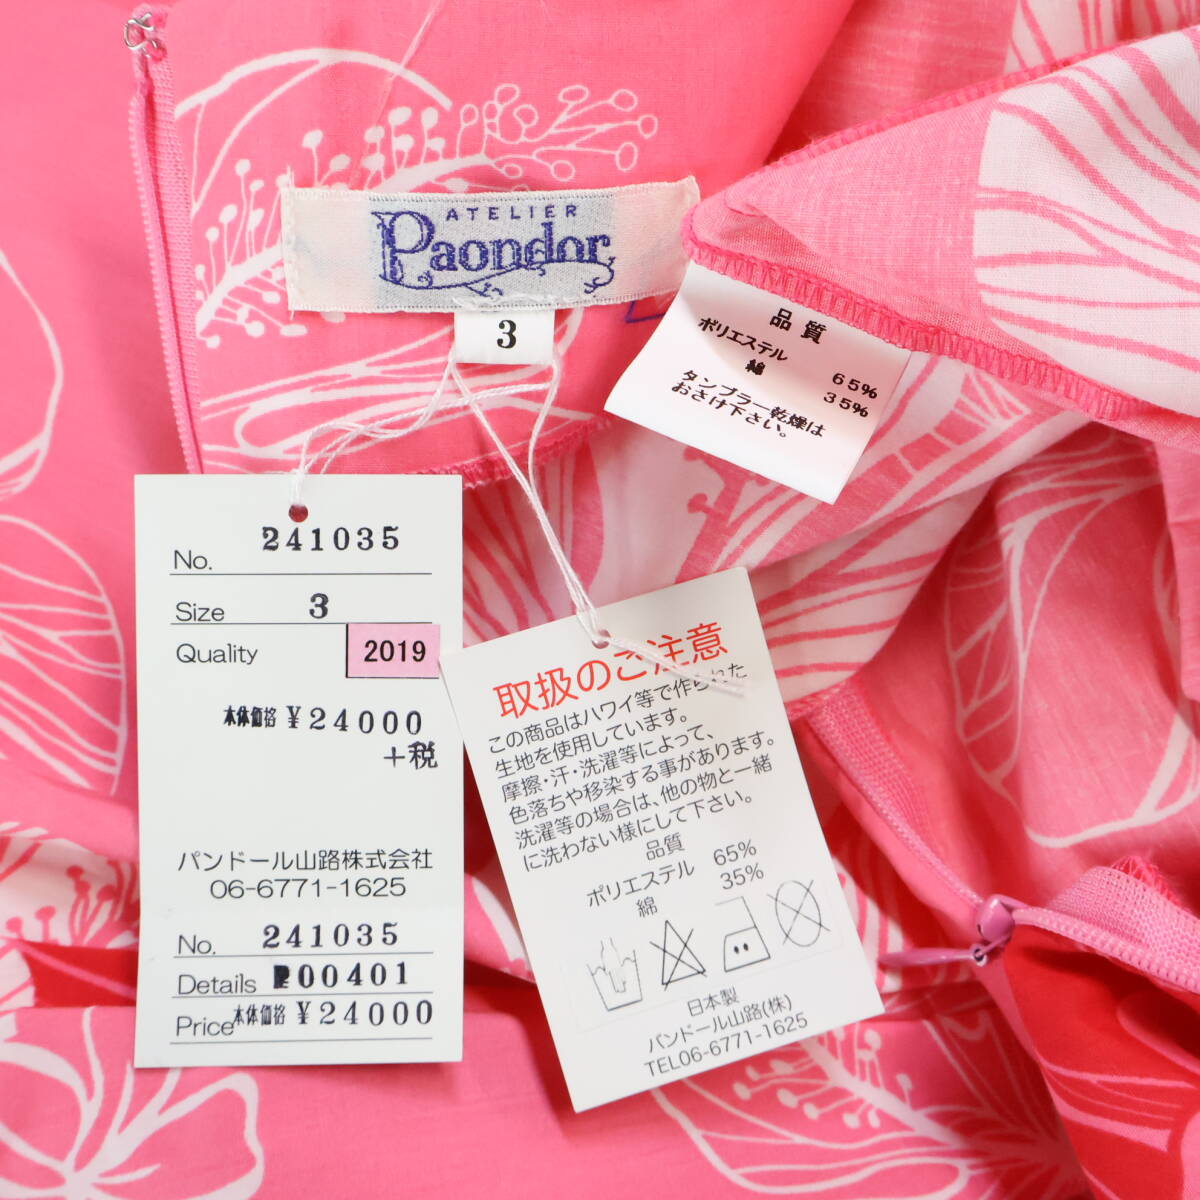 ATELIER
Paondor
3
品質
ポリエステル 65%
綿 35%
タンブラー乾燥は
おさけ下さい。
No. 241035
Size 3
Quality 2019
本体価格 ¥24000
+税
パンドール山路株式会社
06-6771-1625
No. 241035
Details P00401
Price 本体価格 ¥24000
取扱のご注意
この商品はハワイ等で作られた
生地を使用しています。
摩擦・汗・洗濯等によって、
色落ちや移染する事があります。
洗濯等の場合は、他の物と一緒
に洗わない様にして下さい。
品質
ポリエステル 65%
綿 35%
日本製
パンドール山路(株)
TEL06-6771-1625